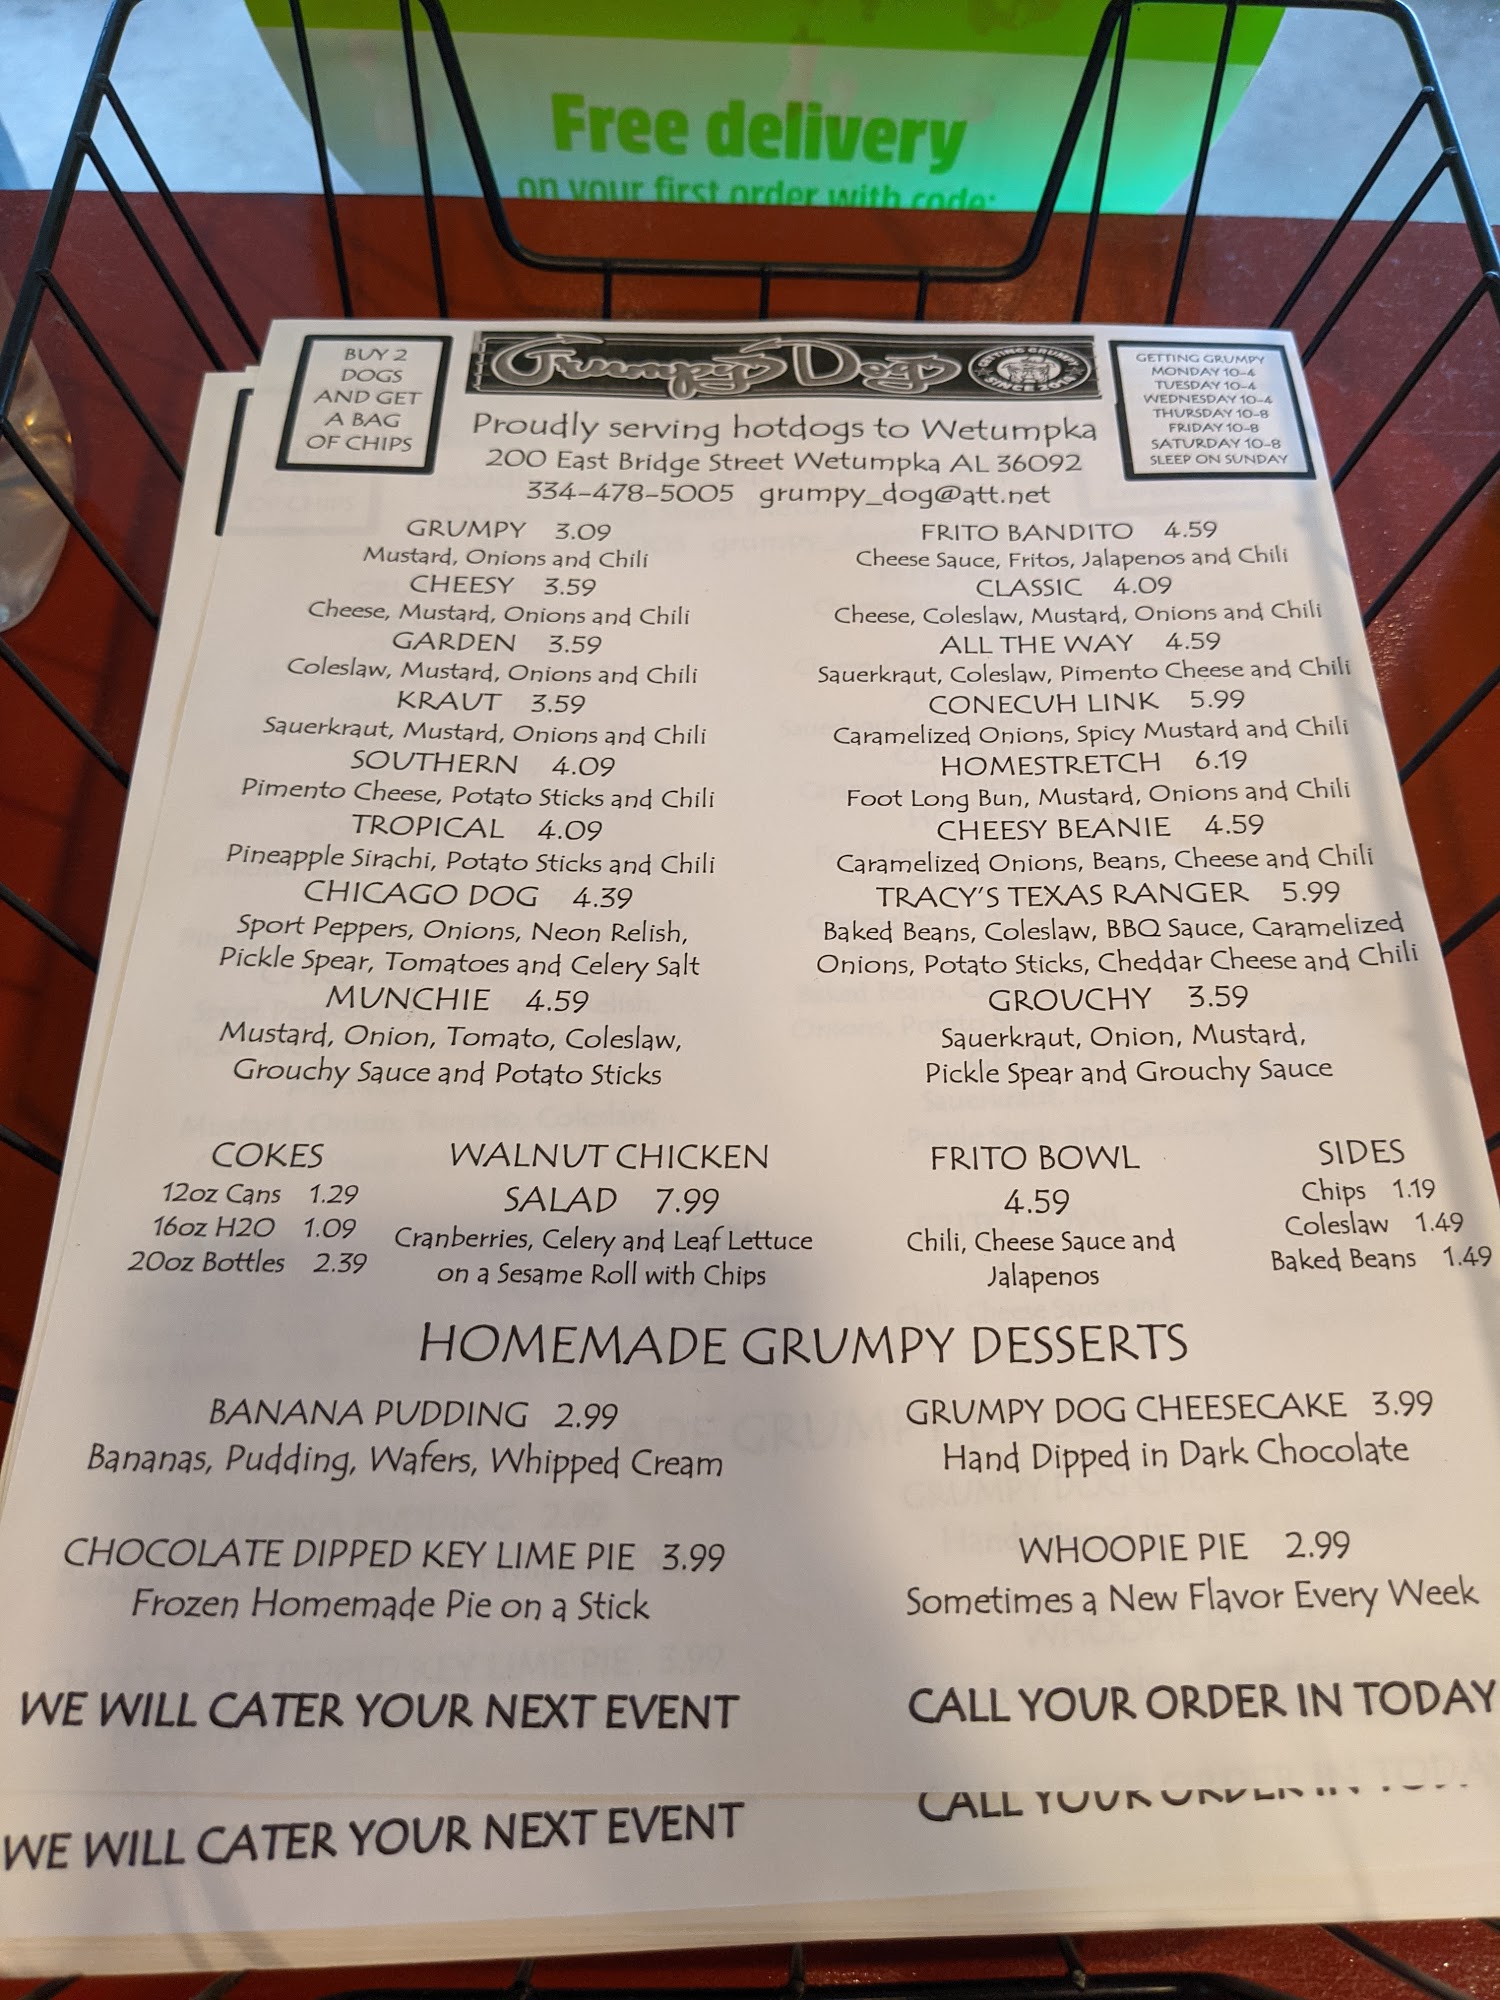 Free delivery
on your first order with code:
BUY 2
DOGS
AND GET
A BAG
OF CHIPS
Grumpy's Dogs
GETTING GRUMPY
SINCE 2018
GETTING GRUMPY
MONDAY 10-4
TUESDAY 10-4
WEDNESDAY 10-4
THURSDAY 10-8
FRIDAY 10-8
SATURDAY 10-8
SLEEP ON SUNDAY
Proudly serving hotdogs to Wetumpka
200 East Bridge Street Wetumpka AL 36092
334-478-5005 grumpy_dog@att.net
GRUMPY 3.09
Mustard, Onions and Chili
CHEESY 3.59
Cheese, Mustard, Onions and Chili
GARDEN 3.59
Coleslaw, Mustard, Onions and Chili
KRAUT 3.59
Sauerkraut, Mustard, Onions and Chili
SOUTHERN 4.09
Pimento Cheese, Potato Sticks and Chili
TROPICAL 4.09
Pineapple Sirachi, Potato Sticks and Chili
CHICAGO DOG 4.39
Sport Peppers, Onions, Neon Relish,
Pickle Spear, Tomatoes and Celery Salt
MUNCHIE 4.59
Mustard, Onion, Tomato, Coleslaw,
Grouchy Sauce and Potato Sticks
FRITO BANDITO 4.59
Cheese Sauce, Fritos, Jalapenos and Chili
CLASSIC 4.09
Cheese, Coleslaw, Mustard, Onions and Chili
ALL THE WAY 4.59
Sauerkraut, Coleslaw, Pimento Cheese and Chili
CONECUH LINK 5.99
Caramelized Onions, Spicy Mustard and Chili
HOMESTRETCH 6.19
Foot Long Bun, Mustard, Onions and Chili
CHEESY BEANIE 4.59
Caramelized Onions, Beans, Cheese and Chili
TRACY'S TEXAS RANGER 5.99
Baked Beans, Coleslaw, BBQ Sauce, Caramelized
Onions, Potato Sticks, Cheddar Cheese and Chili
GROUCHY 3.59
Sauerkraut, Onion, Mustard,
Pickle Spear and Grouchy Sauce
COKES
12oz Cans 1.29
16oz H2O 1.09
20oz Bottles 2.39
WALNUT CHICKEN
SALAD 7.99
Cranberries, Celery and Leaf Lettuce
on a Sesame Roll with Chips
FRITO BOWL
4.59
Chili, Cheese Sauce and
Jalapenos
SIDES
Chips 1.19
Coleslaw 1.49
Baked Beans 1.49
HOMEMADE GRUMPY DESSERTS
BANANA PUDDING 2.99
Bananas, Pudding, Wafers, Whipped Cream
GRUMPY DOG CHEESECAKE 3.99
Hand Dipped in Dark Chocolate
CHOCOLATE DIPPED KEY LIME PIE 3.99
Frozen Homemade Pie on a Stick
WHOOPIE PIE 2.99
Sometimes a New Flavor Every Week
WE WILL CATER YOUR NEXT EVENT
CALL YOUR ORDER IN TODAY
WE WILL CATER YOUR NEXT EVENT
CALL YOUR ORDER IN TODAY